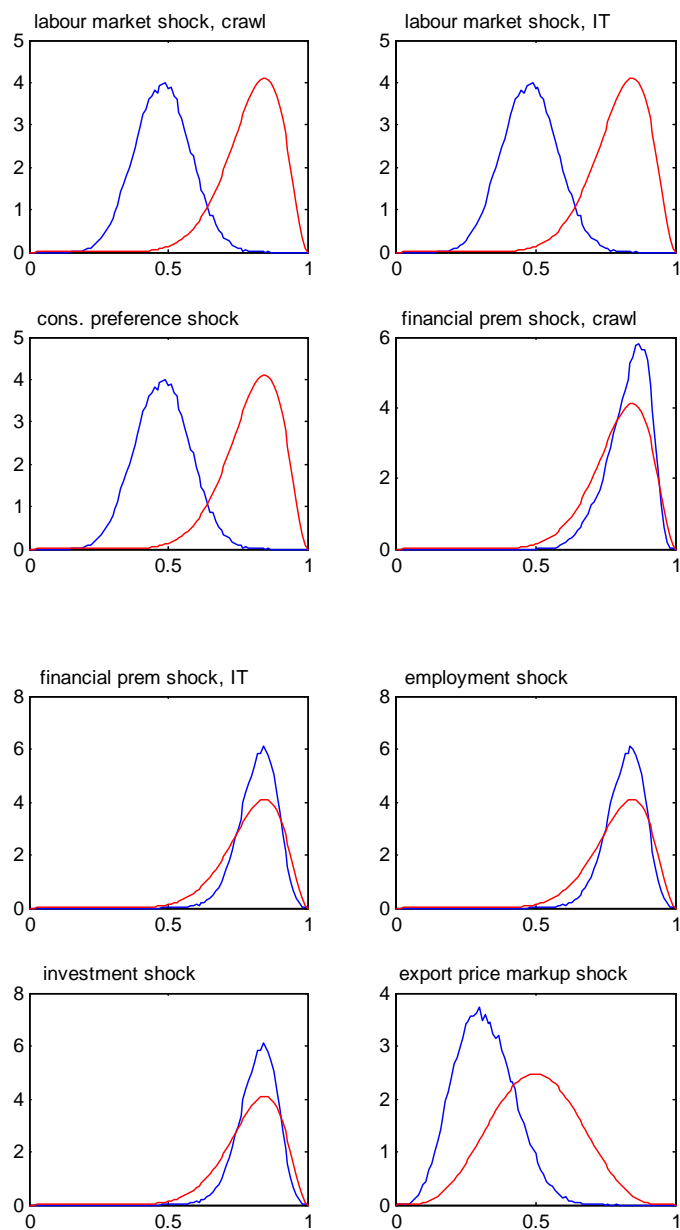 labour market shock, crawl
labour market shock, IT
5
4
3
2
1
0
0 0.5 1
5
4
3
2
1
0
0 0.5 1
cons. preference shock
financial prem shock, crawl
5
4
3
2
1
0
0 0.5 1
6
4
2
0
0 0.5 1
financial prem shock, IT
employment shock
8
6
4
2
0
0 0.5 1
8
6
4
2
0
0 0.5 1
investment shock
export price markup shock
8
6
4
2
0
0 0.5 1
4
3
2
1
0
0 0.5 1